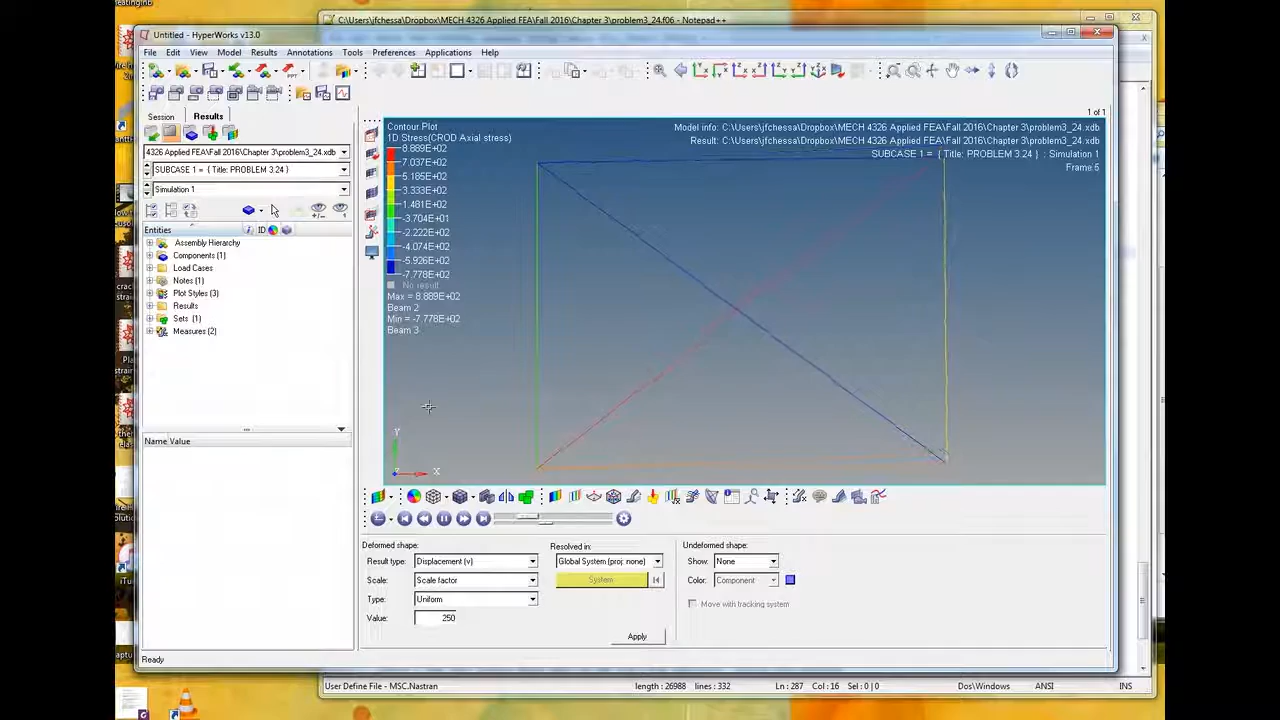 C:\Users\jfchessa\Dropbox\MECH 4326 Applied FEA\Fall 2016\Chapter 3\problem3_24.f06 - Notepad++
Untitled - HyperWorks v13.0
File Edit View Model Results Annotations Tools Preferences Applications Help
Session Results
1 of 1
4326 Applied FEA\Fall 2016\Chapter 3\problem3_24.xdb
SUBCASE 1 = { Title: PROBLEM 3.24 }
Simulation 1
Entities ID
Assembly Hierarchy
Components (1)
Load Cases
Notes (1)
Plot Styles (3)
Results
Sets (1)
Measures (2)
Name Value
Contour Plot
1D Stress(CROD Axial stress)
8.889E+02
7.037E+02
5.185E+02
3.333E+02
1.481E+02
-3.704E+01
-2.222E+02
-4.074E+02
-5.926E+02
-7.778E+02
No result
Max = 8.889E+02
Beam 2
Min = -7.778E+02
Beam 3
Model info: C:\Users\jfchessa\Dropbox\MECH 4326 Applied FEA\Fall 2016\Chapter 3\problem3_24.xdb
Result: C:\Users\jfchessa\Dropbox\MECH 4326 Applied FEA\Fall 2016\Chapter 3\problem3_24.xdb
SUBCASE 1 = { Title: PROBLEM 3.24 } : Simulation 1
Frame 5
Y
X
Deformed shape:
Result type: Displacement (v)
Scale: Scale factor
Type: Uniform
Value: 250
Resolved in:
Global System (proj: none)
System
Apply
Undeformed shape:
Show: None
Color: Component
Move with tracking system
Ready
User Define File - MSC.Nastran length : 26988 lines : 332 Ln : 287 Col : 16 Sel : 0 | 0 Dos\Windows ANSI INS